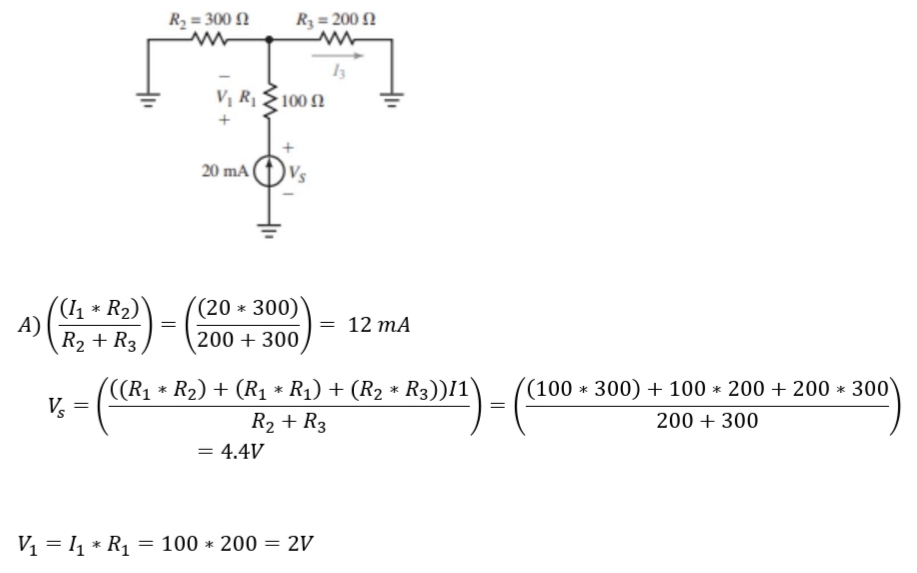 R₂ = 300 Ω R₃ = 200 Ω
I₃
−
V₁ R₁ 100 Ω
+
+
20 mA Vₛ
−
A) (((I₁ * R₂))/(R₂ + R₃)) = (((20 * 300))/(200 + 300)) = 12 mA
Vₛ = ((((R₁ * R₂) + (R₁ * R₁) + (R₂ * R₃))I1)/(R₂ + R₃)) = (((100 * 300) + 100 * 200 + 200 * 300)/(200 + 300))
= 4.4V
V₁ = I₁ * R₁ = 100 * 200 = 2V